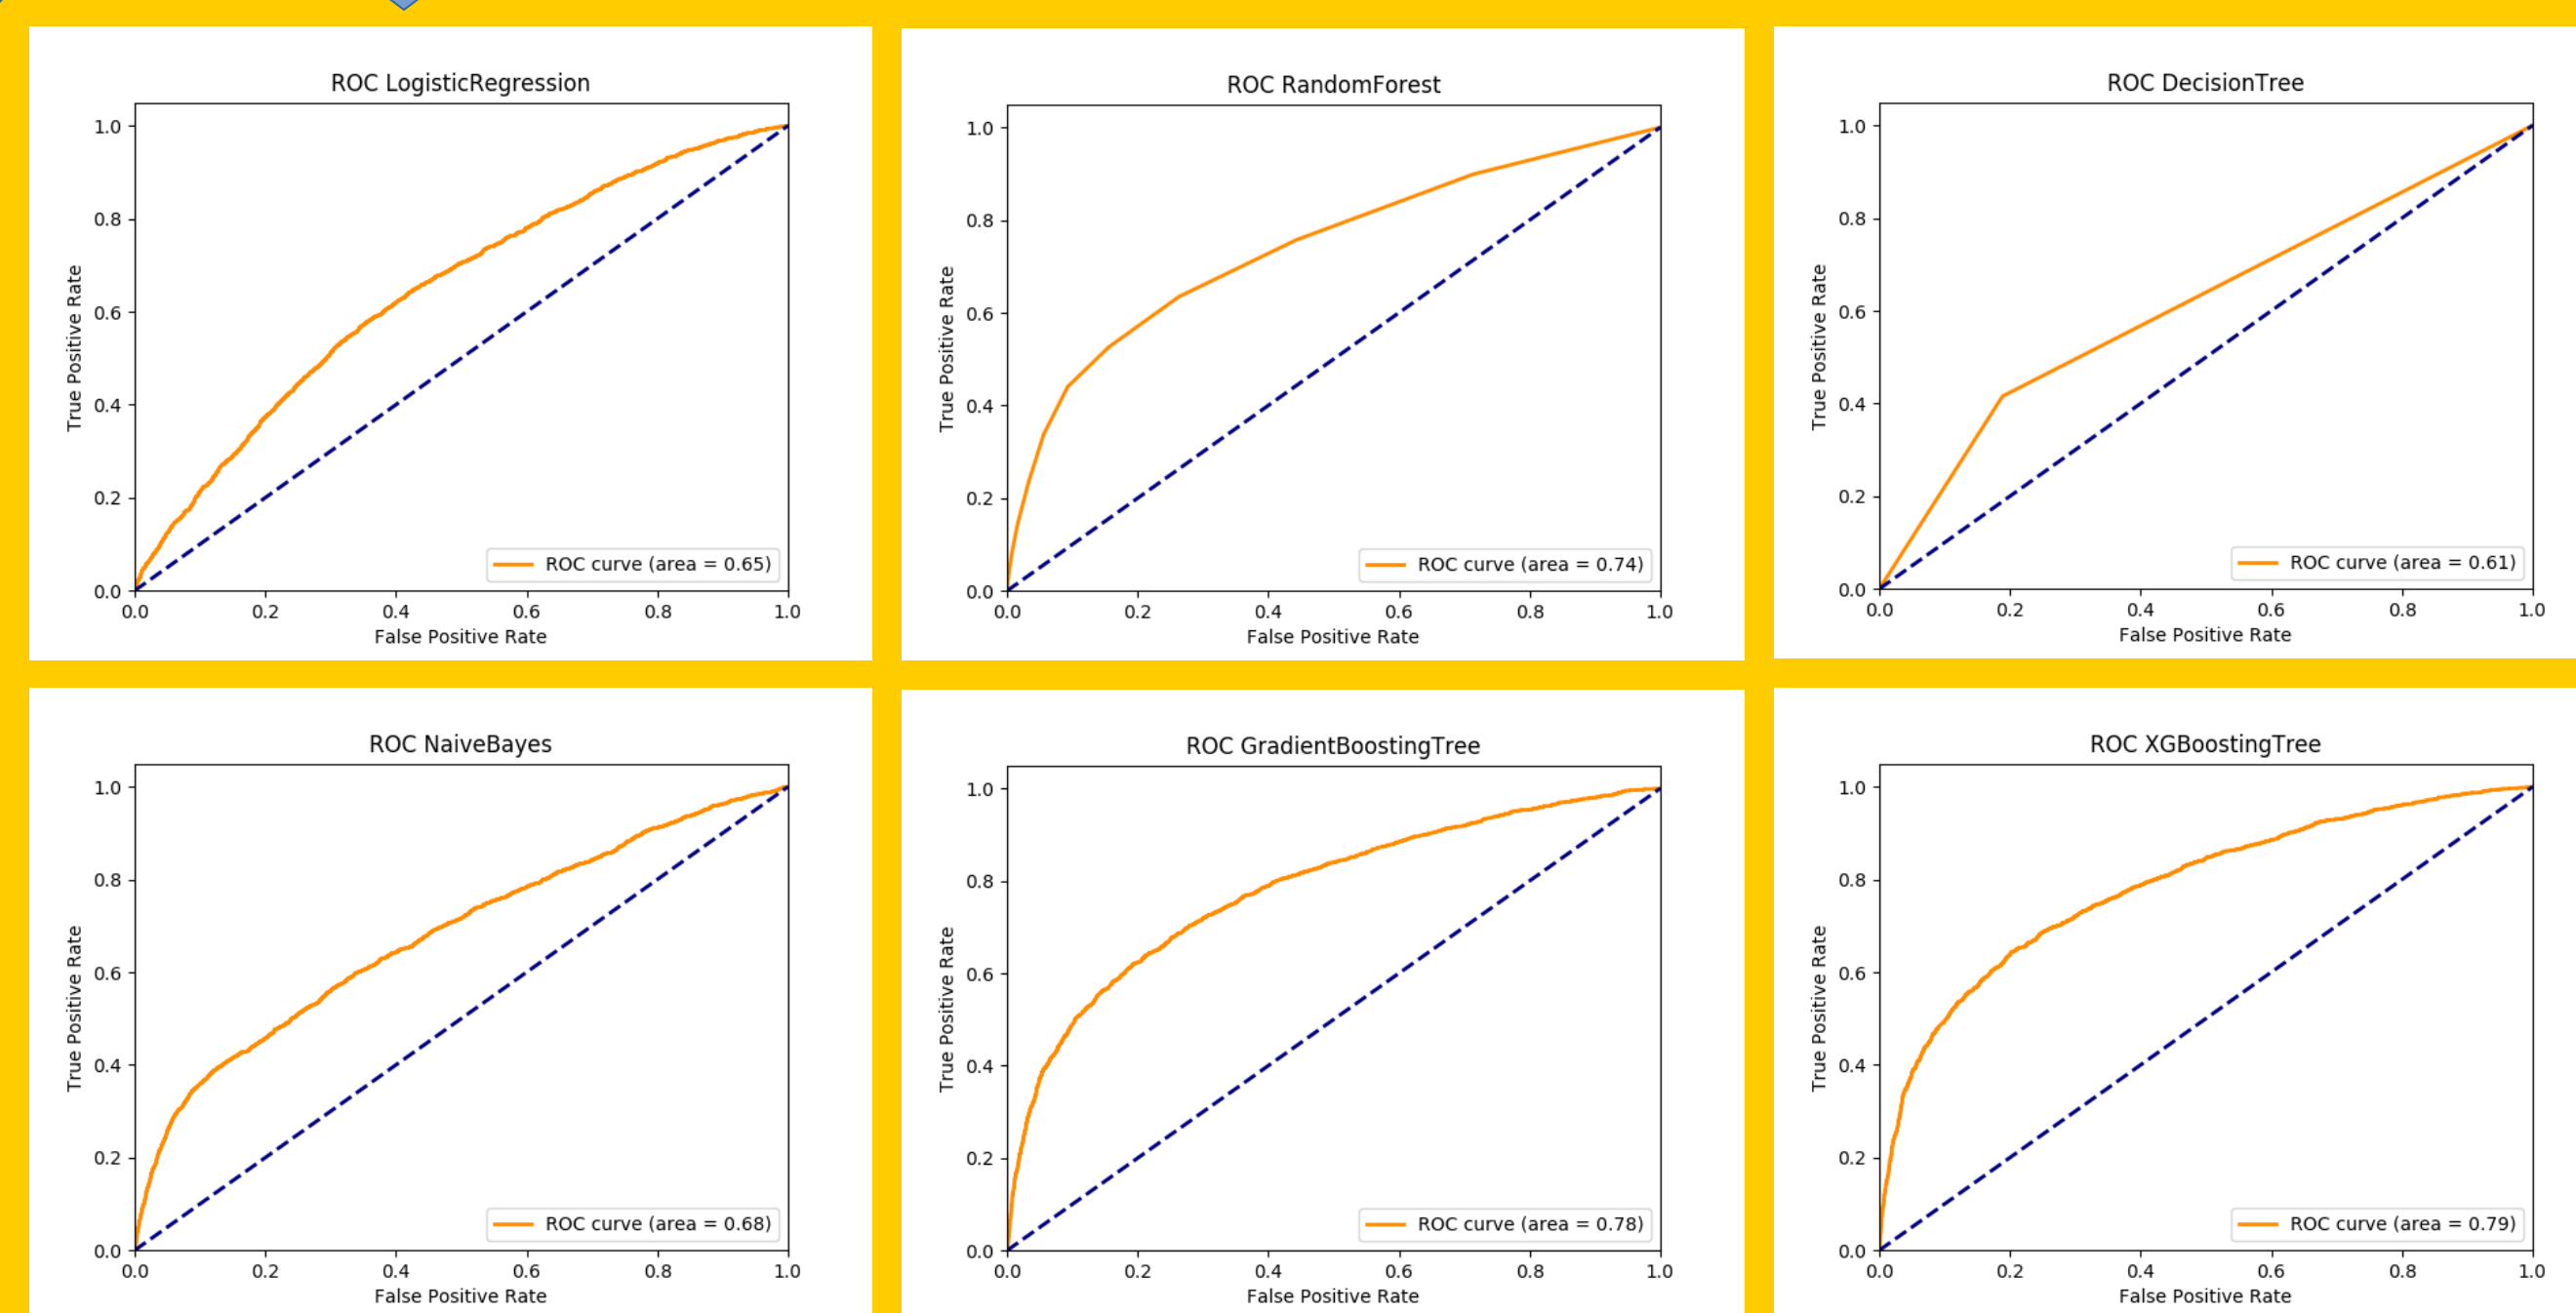 ROC LogisticRegression
1.0
0.8
0.6
0.4
0.2
0.0
True Positive Rate
ROC curve (area = 0.65)
0.0 0.2 0.4 0.6 0.8 1.0
False Positive Rate
ROC RandomForest
1.0
0.8
0.6
0.4
0.2
0.0
True Positive Rate
ROC curve (area = 0.74)
0.0 0.2 0.4 0.6 0.8 1.0
False Positive Rate
ROC DecisionTree
1.0
0.8
0.6
0.4
0.2
0.0
True Positive Rate
ROC curve (area = 0.61)
0.0 0.2 0.4 0.6 0.8 1.0
False Positive Rate
ROC NaiveBayes
1.0
0.8
0.6
0.4
0.2
0.0
True Positive Rate
ROC curve (area = 0.68)
0.0 0.2 0.4 0.6 0.8 1.0
False Positive Rate
ROC GradientBoostingTree
1.0
0.8
0.6
0.4
0.2
0.0
True Positive Rate
ROC curve (area = 0.78)
0.0 0.2 0.4 0.6 0.8 1.0
False Positive Rate
ROC XGBoostingTree
1.0
0.8
0.6
0.4
0.2
0.0
True Positive Rate
ROC curve (area = 0.79)
0.0 0.2 0.4 0.6 0.8 1.0
False Positive Rate